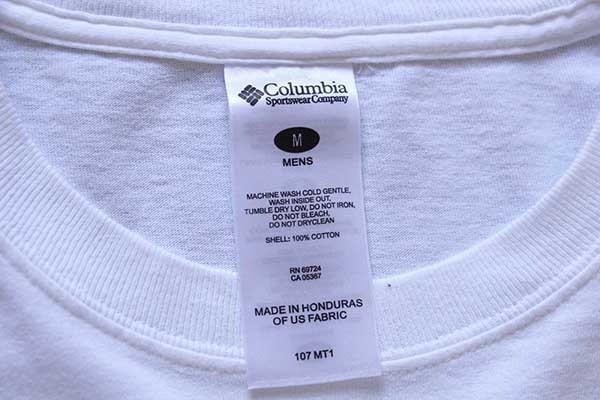 Columbia
Sportswear Company
M
MENS
MACHINE WASH COLD GENTLE,
WASH INSIDE OUT,
TUMBLE DRY LOW, DO NOT IRON,
DO NOT BLEACH,
DO NOT DRYCLEAN
SHELL: 100% COTTON
RN 69724
CA 05367
MADE IN HONDURAS
OF US FABRIC
107 MT1